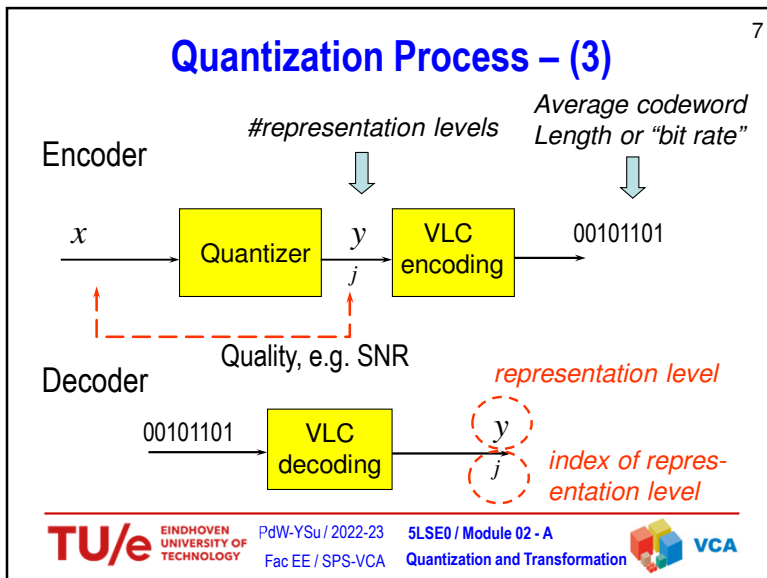 7
Quantization Process – (3)
#representation levels
Average codeword
Length or “bit rate”
Encoder
x
Quantizer
y
j
VLC
encoding
00101101
Quality, e.g. SNR
Decoder
representation level
00101101
VLC
decoding
y
j
index of repres-
entation level
TU/e EINDHOVEN
UNIVERSITY OF
TECHNOLOGY
PdW-YSu / 2022-23
Fac EE / SPS-VCA
5LSE0 / Module 02 - A
Quantization and Transformation
VCA